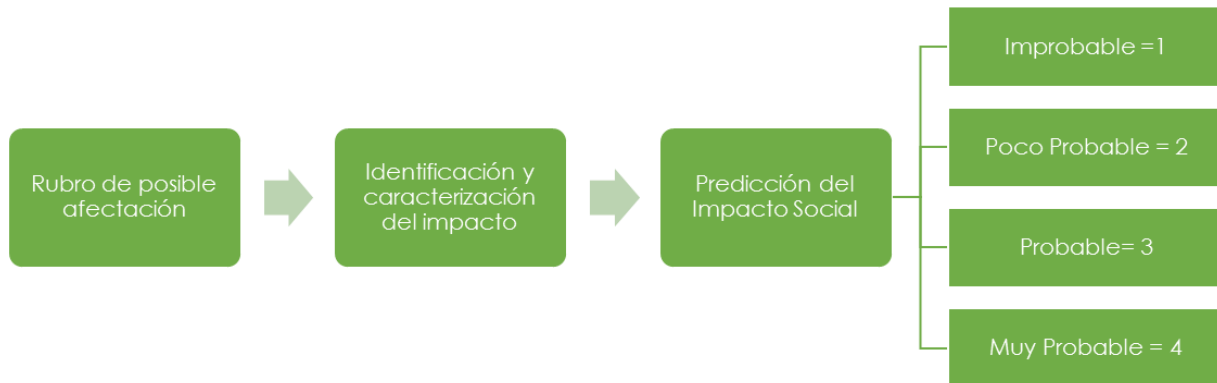 Rubro de posible
afectación
Identificación y
caracterización
del impacto
Predicción del
Impacto Social
Improbable =1
Poco Probable = 2
Probable= 3
Muy Probable = 4